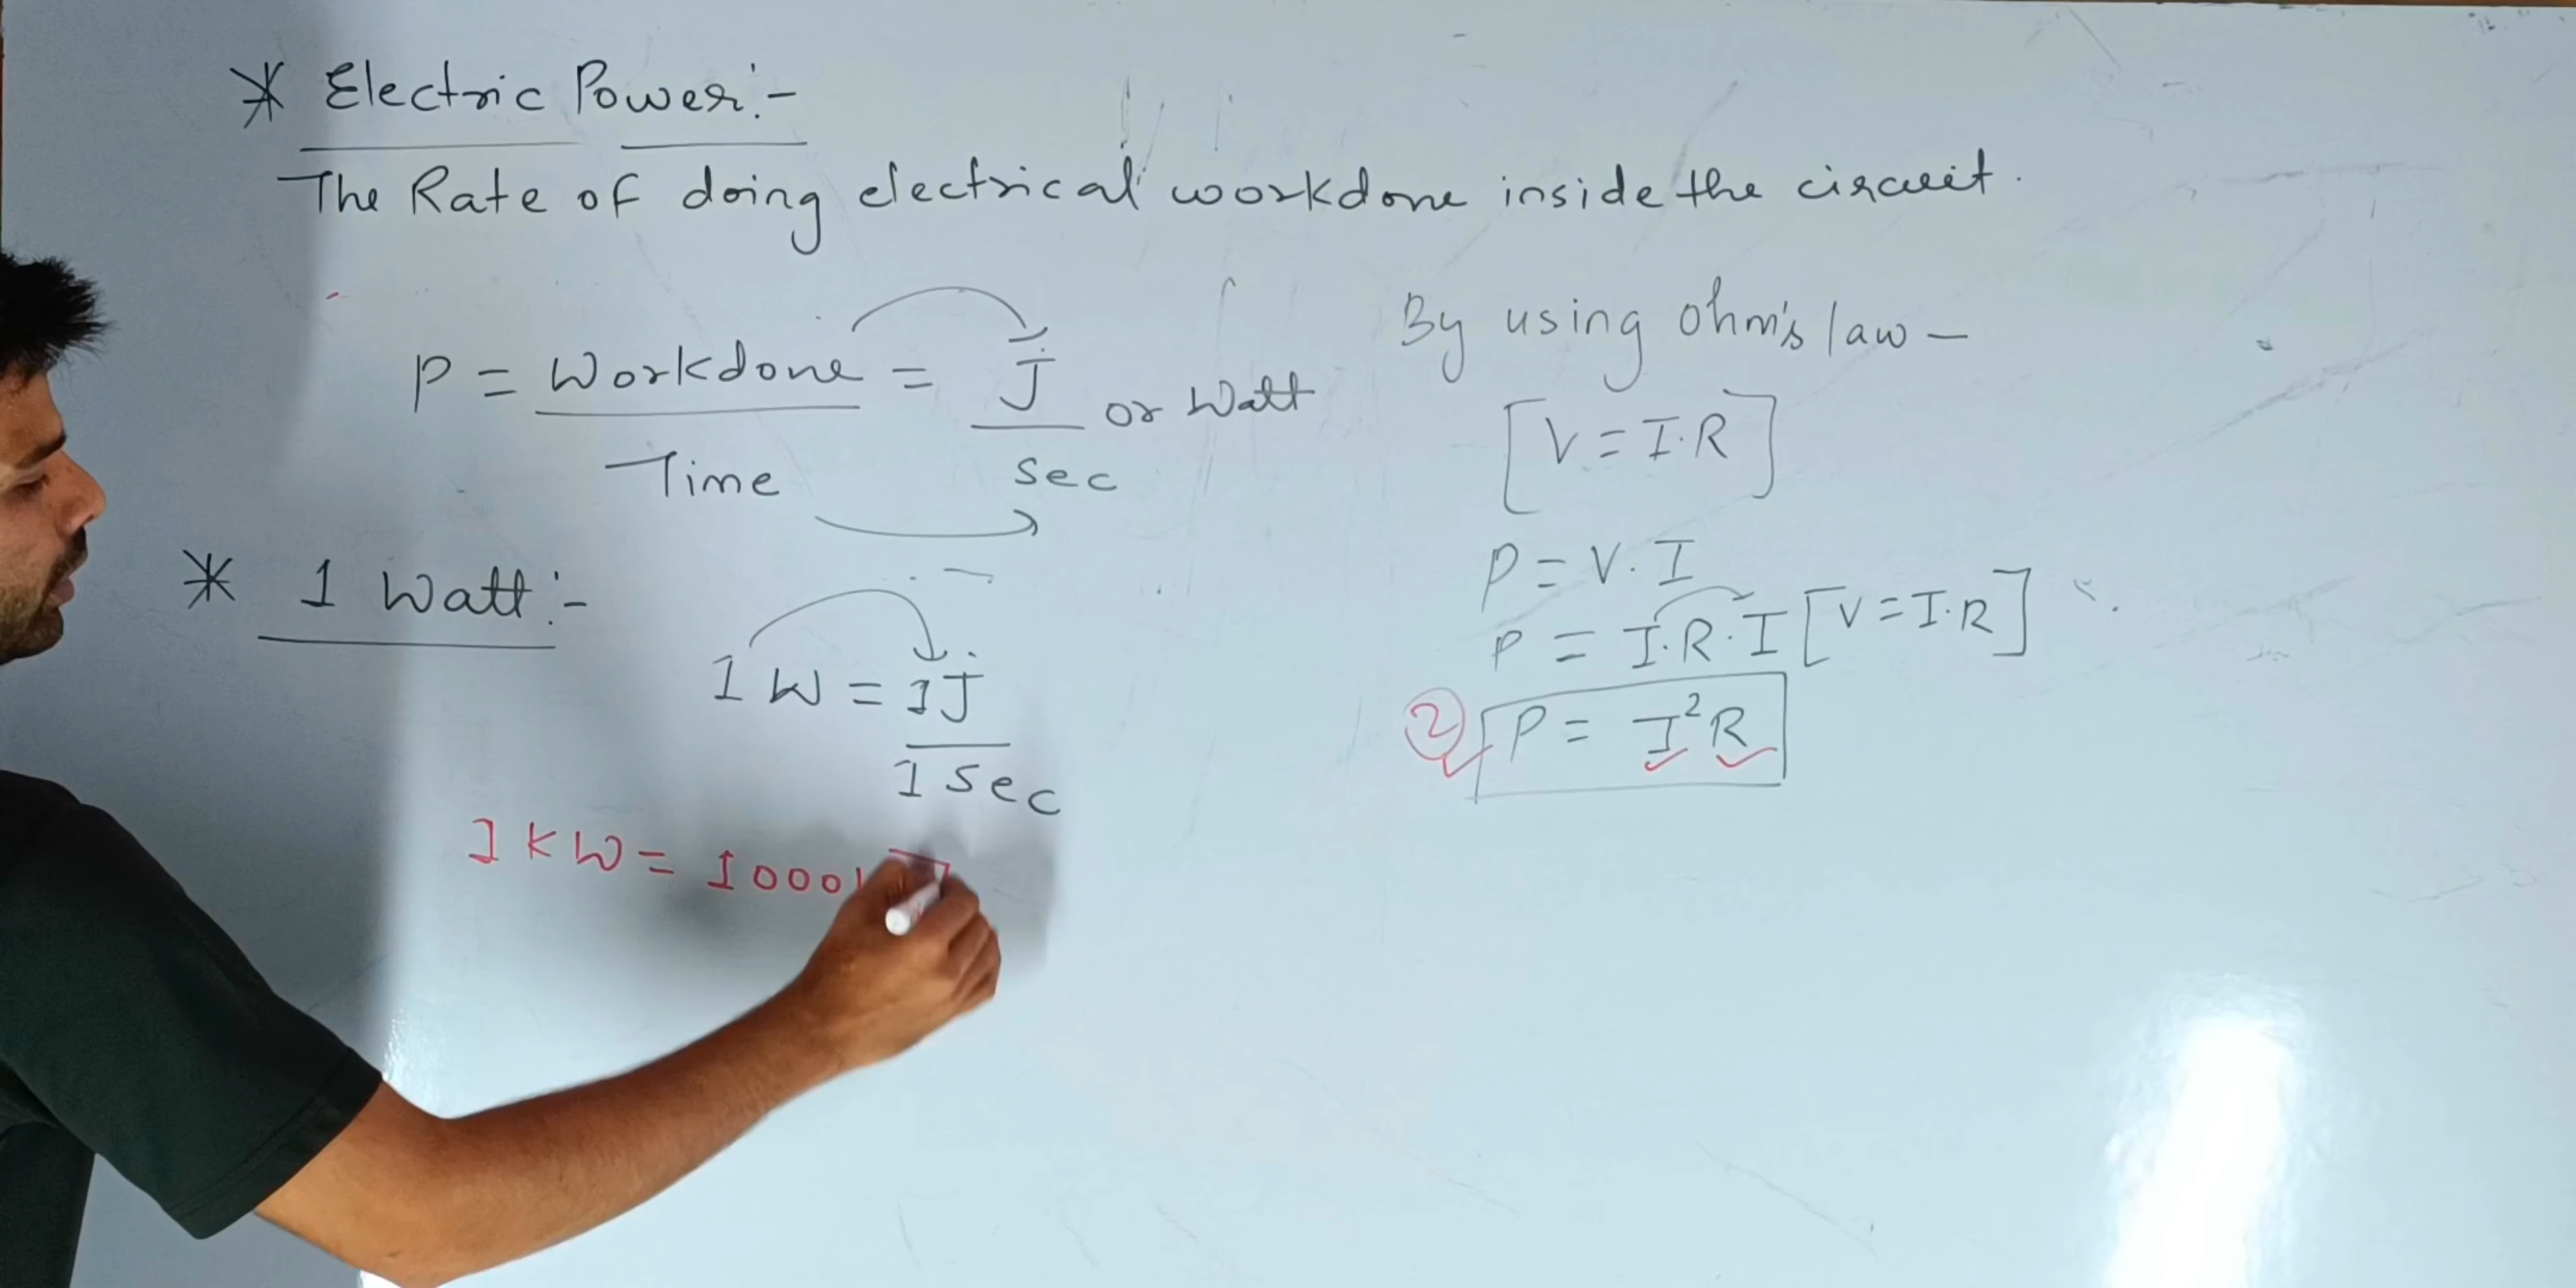 * Electric Power:-
The Rate of doing electrical workdone inside the circuit.
P = Workdone / Time = J / Sec or Watt
* 1 Watt:-
1 W = 1J / 1 Sec
1 KW = 1000
By using Ohm's law -
[V = I.R]
P = V. I
P = I.R.I [V = I.R]
② P = I²R